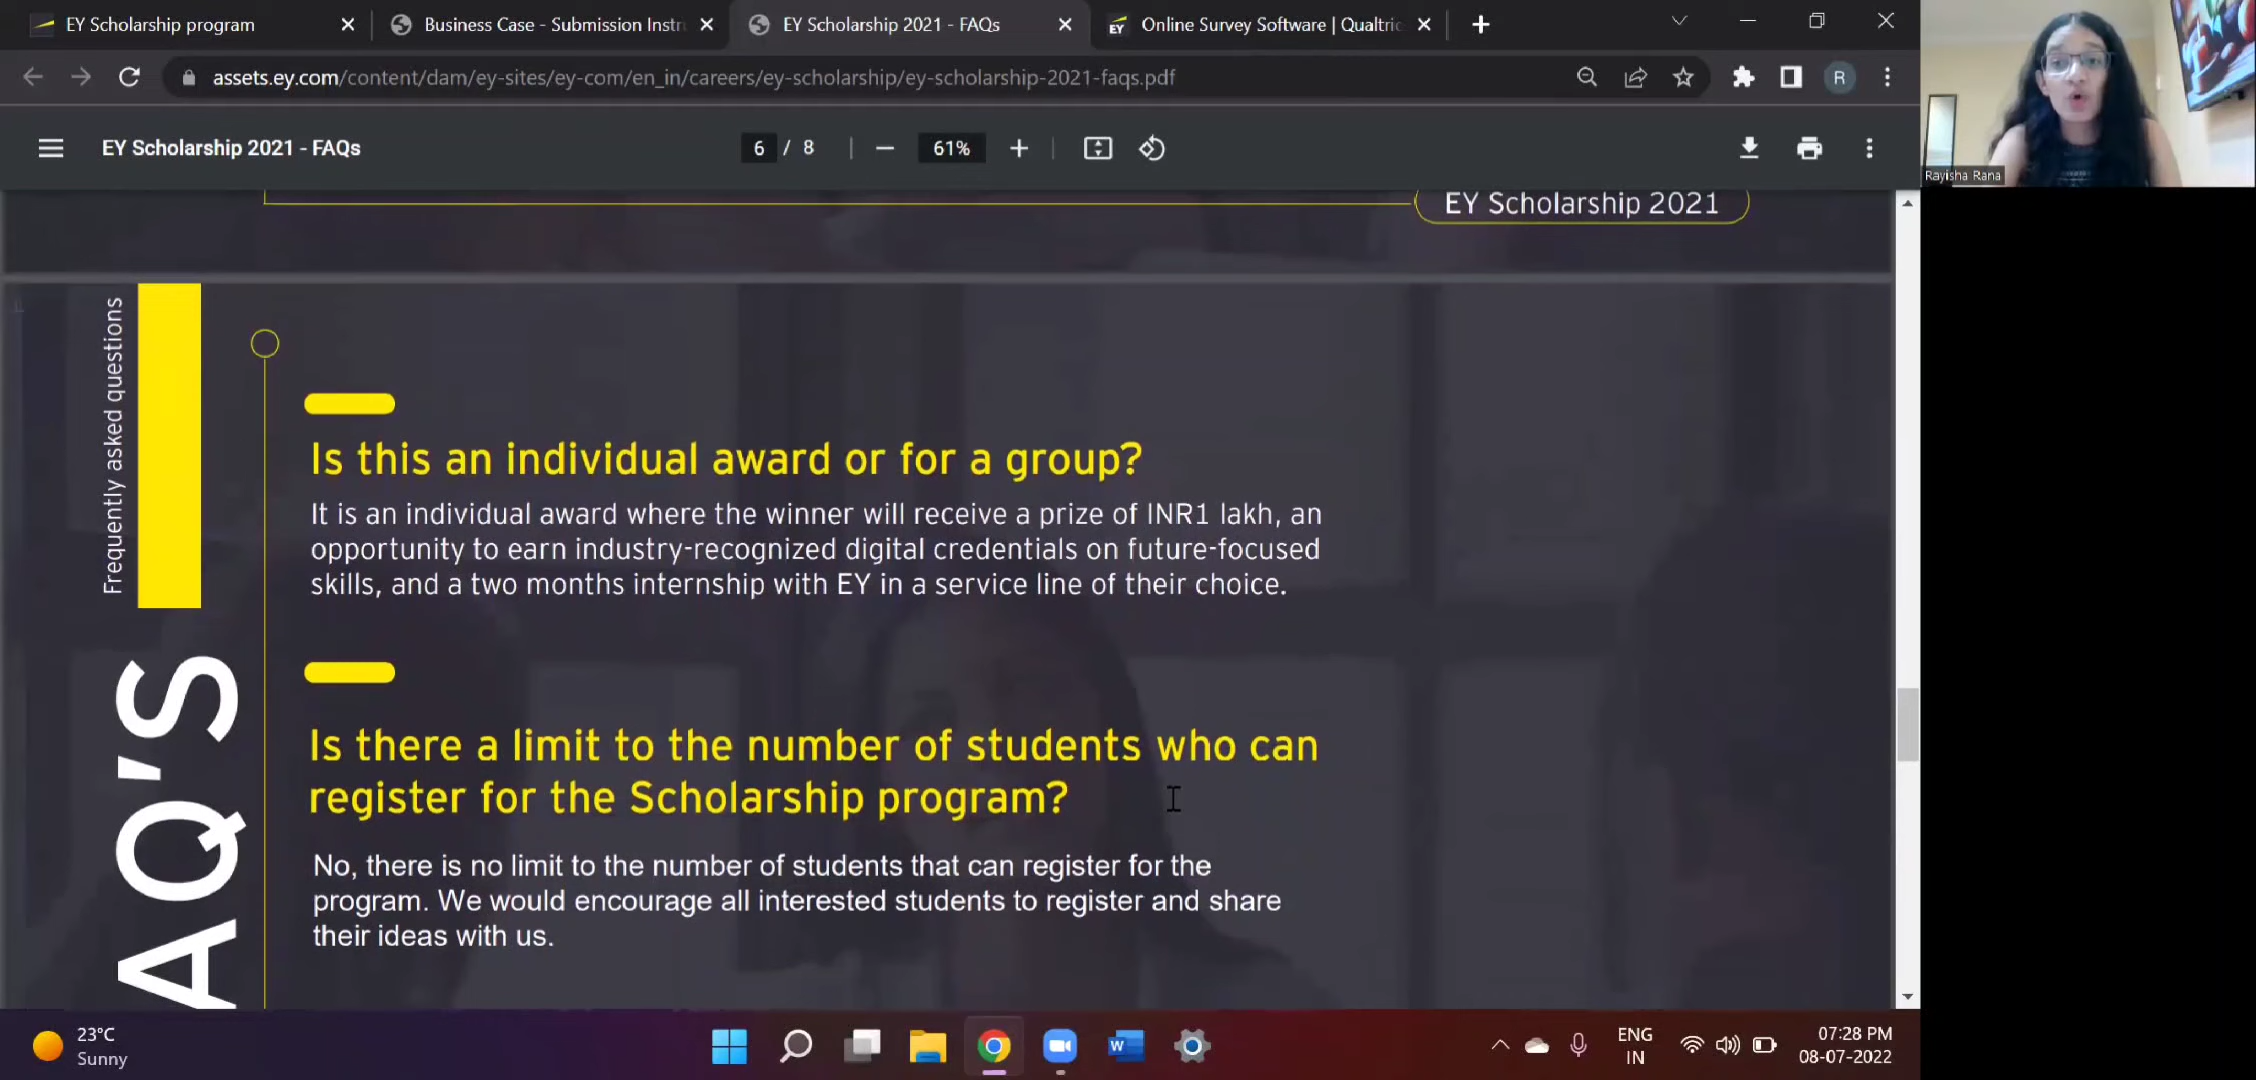 EY Scholarship program
Business Case - Submission Instru
EY Scholarship 2021 - FAQs
EY
Online Survey Software | Qualtric
assets.ey.com/content/dam/ey-sites/ey-com/en_in/careers/ey-scholarship/ey-scholarship-2021-faqs.pdf
R
EY Scholarship 2021 - FAQs
6 / 8
61%
Rayisha Rana
EY Scholarship 2021
Frequently asked questions
AQ'S
Is this an individual award or for a group?
It is an individual award where the winner will receive a prize of INR1 lakh, an
opportunity to earn industry-recognized digital credentials on future-focused
skills, and a two months internship with EY in a service line of their choice.
Is there a limit to the number of students who can
register for the Scholarship program?
No, there is no limit to the number of students that can register for the
program. We would encourage all interested students to register and share
their ideas with us.
23°C
Sunny
W
ENG
IN
07:28 PM
08-07-2022